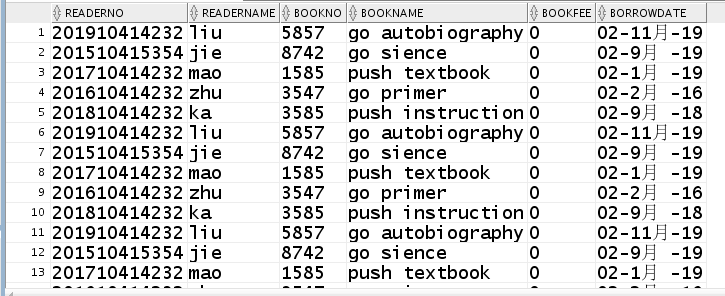 READERNO READERNAME BOOKNO BOOKNAME BOOKFEE BORROWDATE
1 201910414232 liu 5857 go autobiography 0 02-11月-19
2 201510415354 jie 8742 go sience 0 02-9月 -19
3 201710414232 mao 1585 push textbook 0 02-1月 -19
4 201610414232 zhu 3547 go primer 0 02-2月 -16
5 201810414232 ka 3585 push instruction 0 02-9月 -18
6 201910414232 liu 5857 go autobiography 0 02-11月-19
7 201510415354 jie 8742 go sience 0 02-9月 -19
8 201710414232 mao 1585 push textbook 0 02-1月 -19
9 201610414232 zhu 3547 go primer 0 02-2月 -16
10 201810414232 ka 3585 push instruction 0 02-9月 -18
11 201910414232 liu 5857 go autobiography 0 02-11月-19
12 201510415354 jie 8742 go sience 0 02-9月 -19
13 201710414232 mao 1585 push textbook 0 02-1月 -19